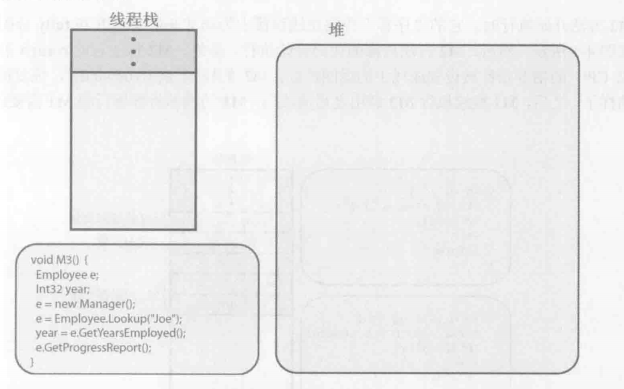 线程栈
堆
void M3() {
Employee e;
Int32 year;
e = new Manager();
e = Employee.Lookup("Joe");
year = e.GetYearsEmployed();
e.GetProgressReport();
}